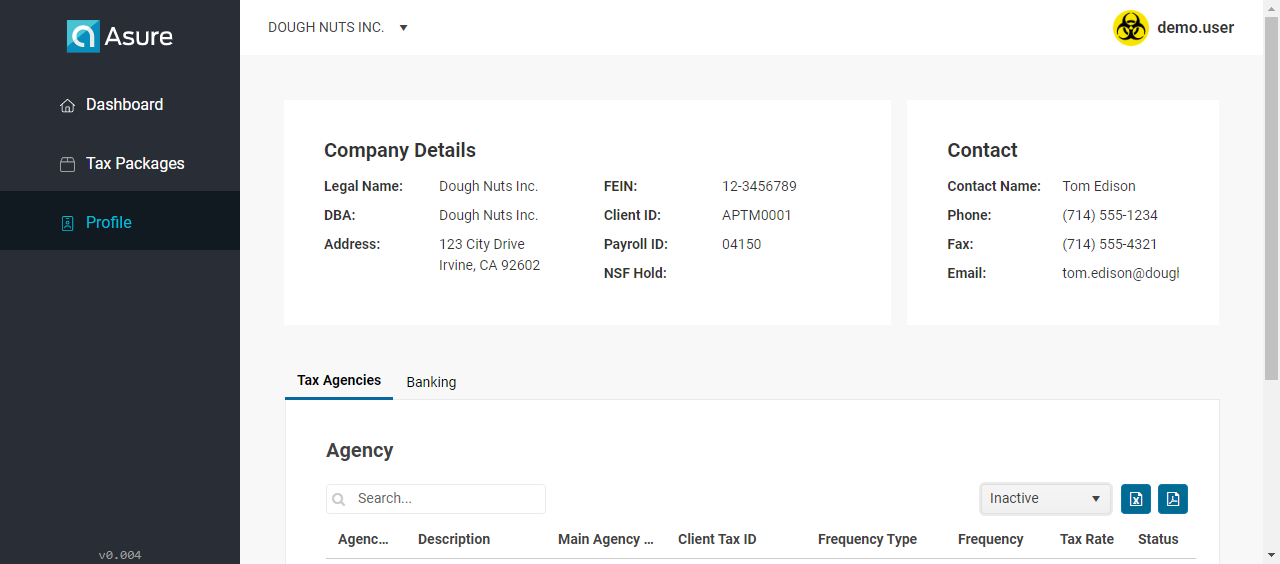 Asure
DOUGH NUTS INC.
demo.user
Dashboard
Tax Packages
Profile
v0.004
Company Details
Legal Name: Dough Nuts Inc.
DBA: Dough Nuts Inc.
Address: 123 City Drive
Irvine, CA 92602
FEIN: 12-3456789
Client ID: APTM0001
Payroll ID: 04150
NSF Hold:
Contact
Contact Name: Tom Edison
Phone: (714) 555-1234
Fax: (714) 555-4321
Email: tom.edison@dough
Tax Agencies Banking
Agency
Search... Inactive
Agenc... Description Main Agency ... Client Tax ID Frequency Type Frequency Tax Rate Status